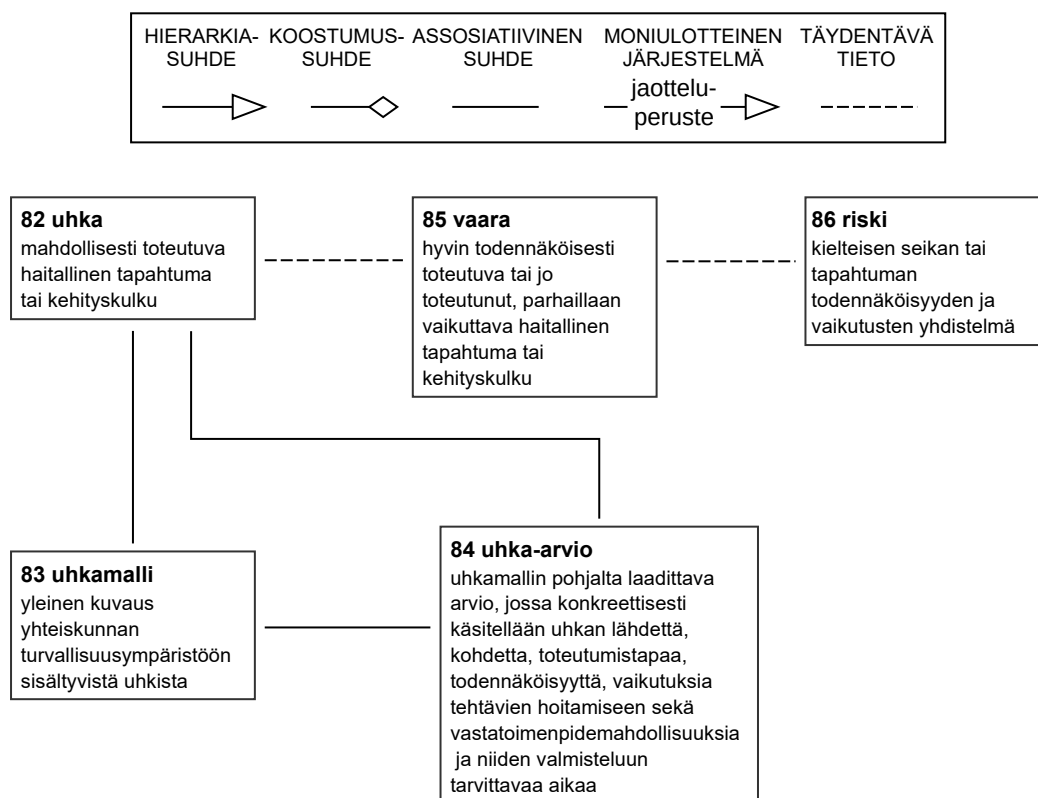 HIERARKIA-
SUHDE
KOOSTUMUS-
SUHDE
ASSOSIATIIVINEN
SUHDE
MONIULOTTEINEN
JÄRJESTELMÄ
jaottelu-
peruste
TÄYDENTÄVÄ
TIETO
82 uhka
mahdollisesti toteutuva
haitallinen tapahtuma
tai kehityskulku
85 vaara
hyvin todennäköisesti
toteutuva tai jo
toteutunut, parhaillaan
vaikuttava haitallinen
tapahtuma tai
kehityskulku
86 riski
kielteisen seikan tai
tapahtuman
todennäköisyyden ja
vaikutusten yhdistelmä
83 uhkamalli
yleinen kuvaus
yhteiskunnan
turvallisuusympäristöön
sisältyvistä uhkista
84 uhka-arvio
uhkamallin pohjalta laadittava
arvio, jossa konkreettisesti
käsitellään uhkan lähdettä,
kohdetta, toteutumistapaa,
todennäköisyyttä, vaikutuksia
tehtävien hoitamiseen sekä
vastatoimenpidemahdollisuuksia
ja niiden valmisteluun
tarvittavaa aikaa